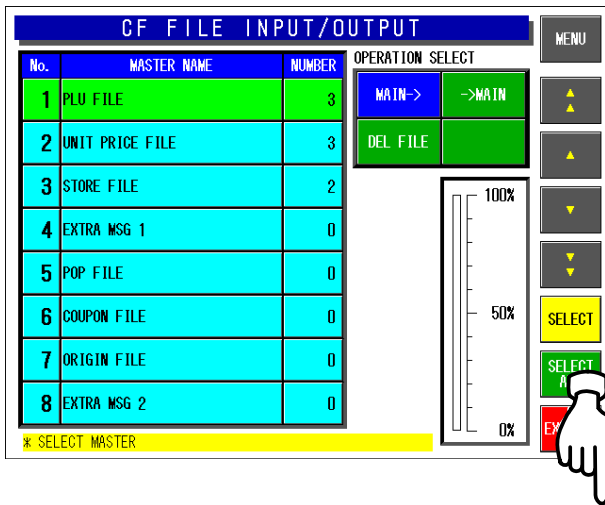 CF FILE INPUT/OUTPUT
MENU
No. MASTER NAME NUMBER
OPERATION SELECT
1 PLU FILE 3
MAIN-> ->MAIN
2 UNIT PRICE FILE 3
DEL FILE
3 STORE FILE 2
100%
4 EXTRA MSG 1 0
5 POP FILE 0
6 COUPON FILE 0
50%
SELECT
7 ORIGIN FILE 0
SELECT
8 EXTRA MSG 2 0
0%
* SELECT MASTER